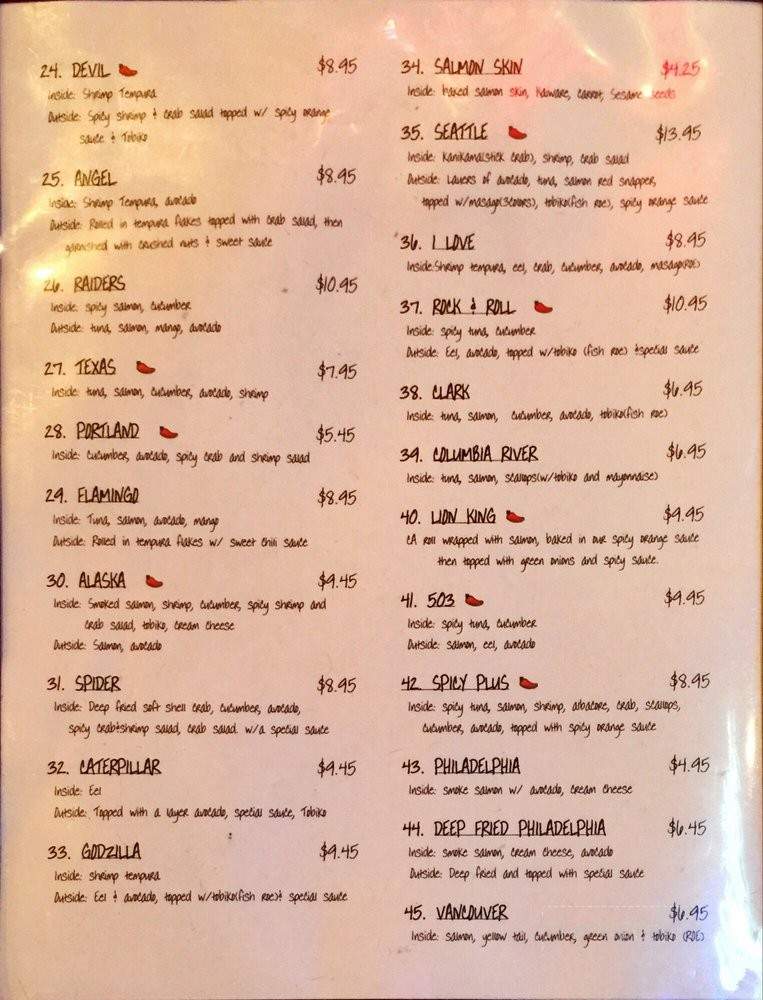 24. DEVIL $8.95
Inside: Shrimp Tempura
Outside: Spicy shrimp & crab salad topped w/ spicy orange
sauce & Tobiko
25. ANGEL $8.95
Inside: Shrimp Tempura, avocado
Outside: Rolled in tempura flakes topped with crab salad, then
garnished with crushed nuts & sweet sauce
26. RAIDERS $10.95
Inside: spicy salmon, cucumber
Outside: tuna, salmon, mango, avocado
27. TEXAS $7.95
Inside: tuna, salmon, cucumber, avocado, shrimp
28. PORTLAND $5.45
Inside: cucumber, avocado, spicy crab and shrimp salad
29. FLAMINGO $8.95
Inside: Tuna, salmon, avocado, mango
Outside: Rolled in tempura flakes w/ sweet chili sauce
30. ALASKA $9.45
Inside: Smoked salmon, shrimp, cucumber, spicy shrimp and
crab salad, tobiko, cream cheese
Outside: Salmon, avocado
31. SPIDER $8.95
Inside: Deep fried soft shell crab, cucumber, avocado,
spicy crab&shrimp salad, crab salad. w/a special sauce
32. CATERPILLAR $9.45
Inside: Eel
Outside: Topped with a layer avocado, special sauce, Tobiko
33. GODZILLA $9.45
Inside: shrimp tempura
Outside: Eel & avocado, topped w/tobiko(fish roe)& special sauce
34. SALMON SKIN $4.25
Inside: baked salmon skin, kaiware, carrot, Sesame seeds
35. SEATTLE $13.95
Inside: Kanikama(stick crab), shrimp, crab salad
Outside: Layers of avocado, tuna, salmon red snapper,
topped w/masago(3colors), tobiko(fish roe), spicy orange sauce
36. I LOVE $8.95
Inside:Shrimp tempura, eel, crab, cucumber, avocado, masago(ROE)
37. ROCK & ROLL $10.95
Inside: spicy tuna, cucumber
Outside: Eel, avocado, topped w/tobiko (fish roe) &special sauce
38. CLARK $6.95
Inside: tuna, salmon, cucumber, avocado, tobiko(fish roe)
39. COLUMBIA RIVER $6.95
Inside: tuna, salmon, scallops(w/tobiko and mayonnaise)
40. LION KING $9.95
CA roll wrapped with salmon, baked in our spicy orange sauce
then topped with green onions and spicy sauce.
41. 503 $9.95
Inside: spicy tuna, cucumber
Outside: salmon, eel, avocado
42 SPICY PLUS $8.95
Inside: spicy tuna, salmon, shrimp, albacore, crab, scallops,
cucumber, avocado, topped with spicy orange sauce
43. PHILADELPHIA $4.95
Inside: smoke salmon w/ avocado, cream cheese
44. DEEP FRIED PHILADELPHIA $6.45
Inside: smoke salmon, cream cheese, avocado
Outside: Deep fried and topped with special sauce
45. VANCOUVER $6.95
Inside: salmon, yellow tail, cucumber, green onion & tobiko (ROE)